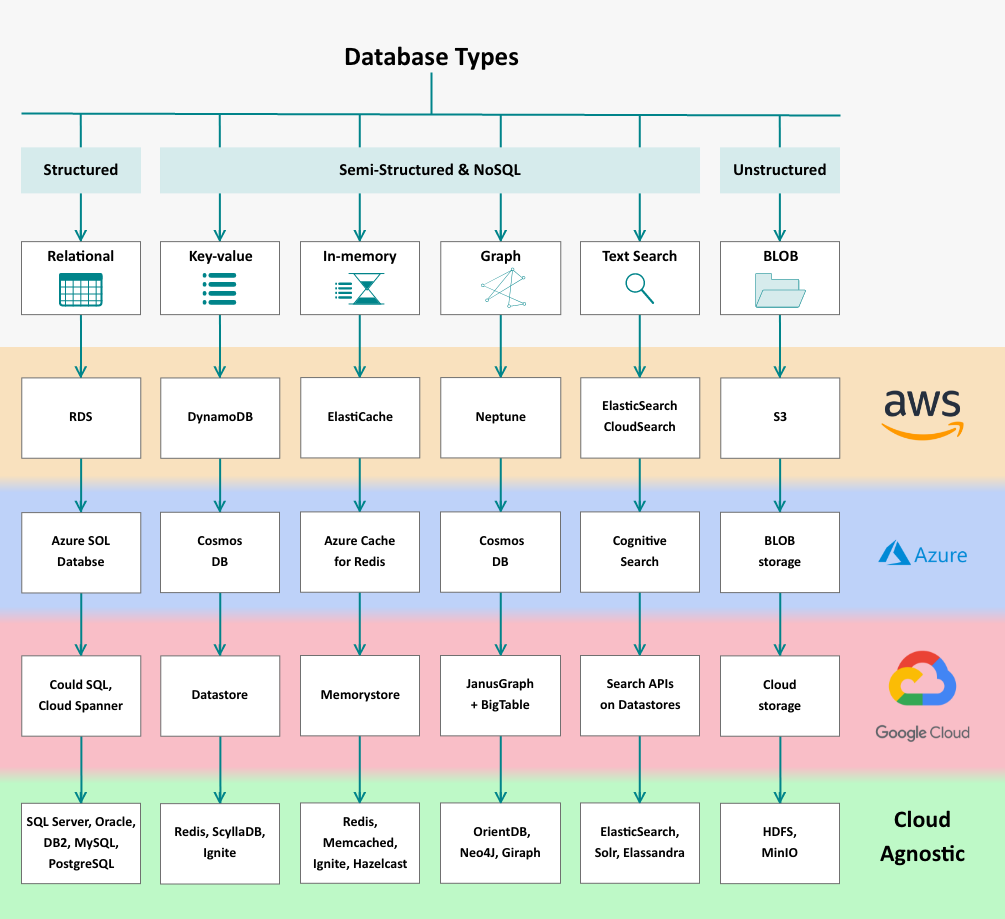 Database Types
Structured
Semi-Structured & NoSQL
Unstructured
Relational
Key-value
In-memory
Graph
Text Search
BLOB
RDS
DynamoDB
ElastiCache
Neptune
ElasticSearch
CloudSearch
S3
aws
Azure SOL
Databse
Cosmos
DB
Azure Cache
for Redis
Cosmos
DB
Cognitive
Search
BLOB
storage
Azure
Could SQL,
Cloud Spanner
Datastore
Memorystore
JanusGraph
+ BigTable
Search APIs
on Datastores
Cloud
storage
Google Cloud
SQL Server, Oracle,
DB2, MySQL,
PostgreSQL
Redis, ScyllaDB,
Ignite
Redis,
Memcached,
Ignite, Hazelcast
OrientDB,
Neo4J, Giraph
ElasticSearch,
Solr, Elassandra
HDFS,
MinIO
Cloud
Agnostic